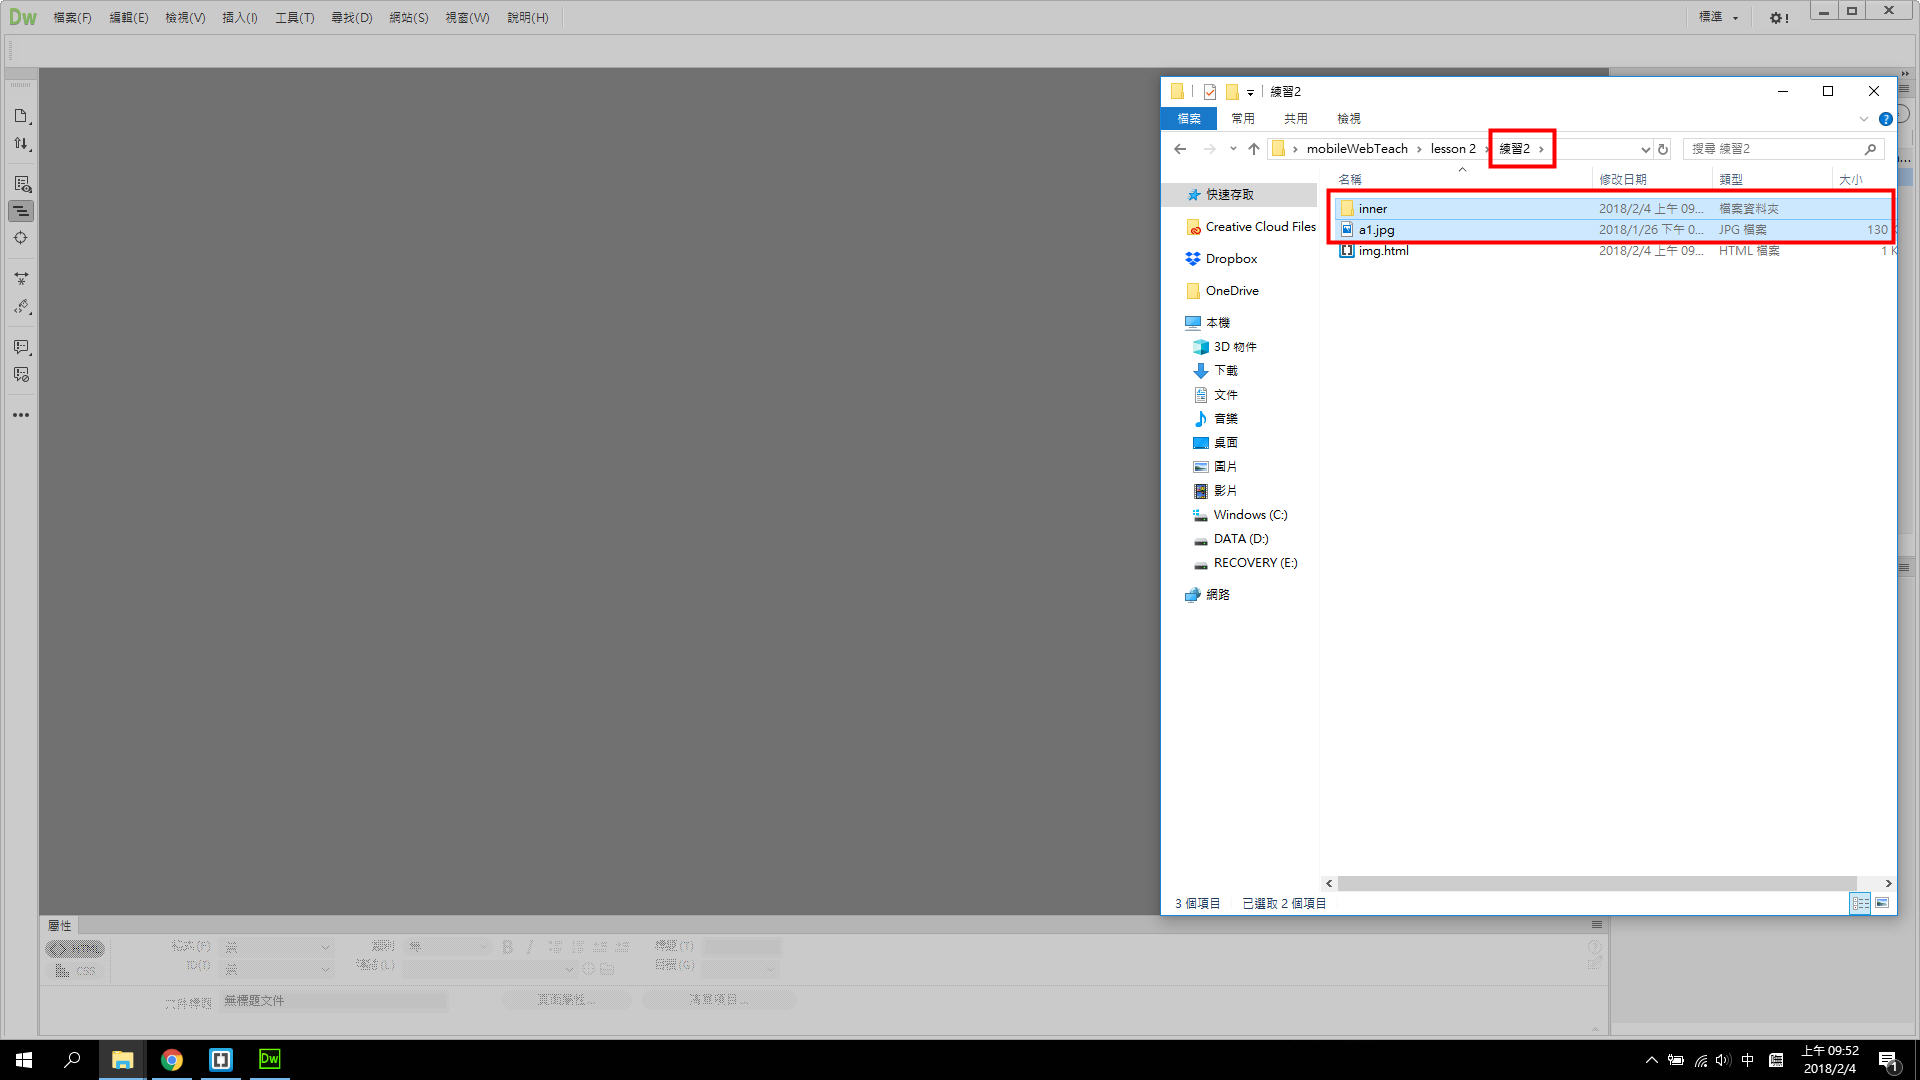 Dw 檔案(F) 編輯(E) 檢視(V) 插入(I) 工具(T) 尋找(D) 網站(S) 視窗(W) 說明(H) 標準 !
練習2
檔案 常用 共用 檢視
mobileWebTeach lesson 2 練習2 搜尋 練習2
名稱 修改日期 類型 大小
inner 2018/2/4 上午 09... 檔案資料夾
a1.jpg 2018/1/26 下午 0... JPG 檔案 130
img.html 2018/2/4 上午 09... HTML 檔案 1 K
快速存取
Creative Cloud Files
Dropbox
OneDrive
本機
3D 物件
下載
文件
音樂
桌面
圖片
影片
Windows (C:)
DATA (D:)
RECOVERY (E:)
網路
3 個項目 已選取 2 個項目
屬性
HTML 格式(F) 無 類別 無 B I 標題(T)
CSS ID(I) 無 連結(L) 目標(G)
文件標題 無標題文件 頁面屬性... 清單項目...
Dw 中 上午 09:52
2018/2/4 1